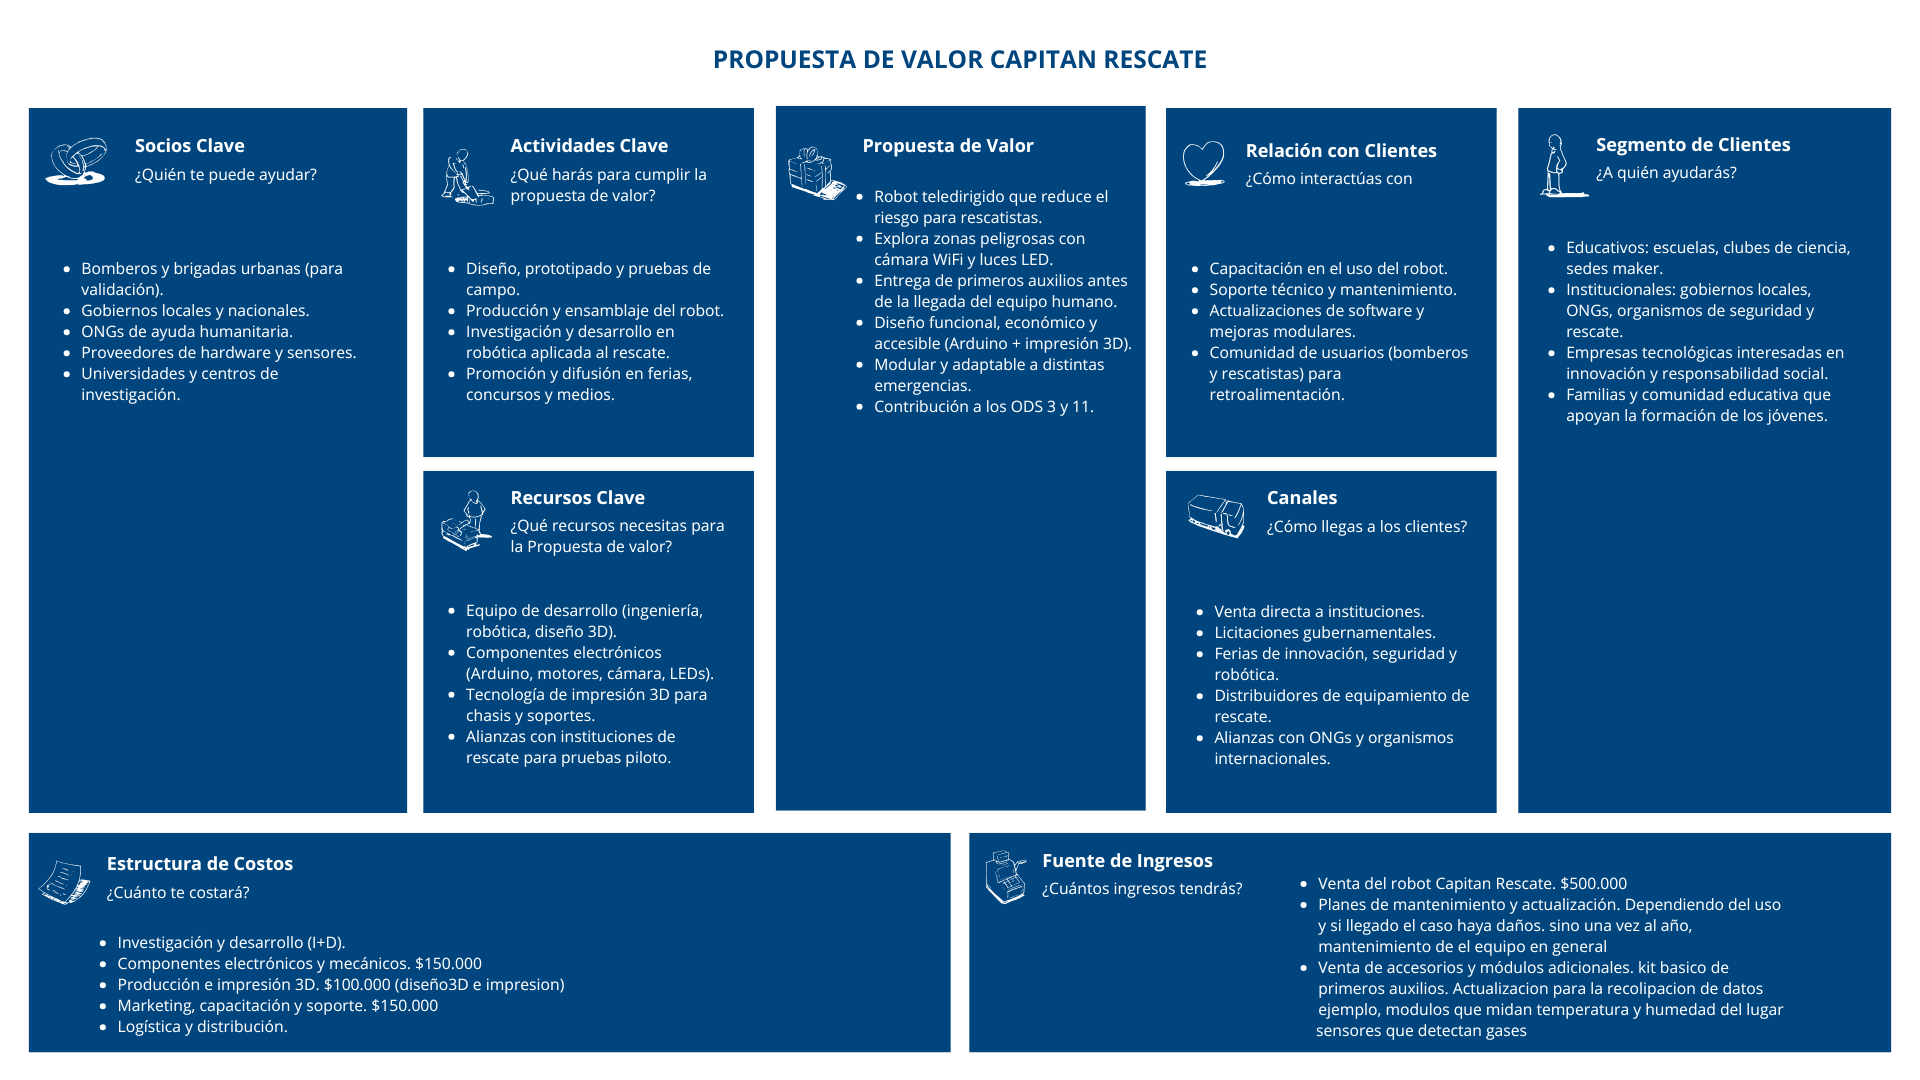 PROPUESTA DE VALOR CAPITAN RESCATE
Socios Clave
¿Quién te puede ayudar?
Bomberos y brigadas urbanas (para
validación).
Gobiernos locales y nacionales.
ONGs de ayuda humanitaria.
Proveedores de hardware y sensores.
Universidades y centros de
investigación.
Actividades Clave
¿Qué harás para cumplir la
propuesta de valor?
Diseño, prototipado y pruebas de
campo.
Producción y ensamblaje del robot.
Investigación y desarrollo en
robótica aplicada al rescate.
Promoción y difusión en ferias,
concursos y medios.
Recursos Clave
¿Qué recursos necesitas para
la Propuesta de valor?
Equipo de desarrollo (ingeniería,
robótica, diseño 3D).
Componentes electrónicos
(Arduino, motores, cámara, LEDs).
Tecnología de impresión 3D para
chasis y soportes.
Alianzas con instituciones de
rescate para pruebas piloto.
Propuesta de Valor
Robot teledirigido que reduce el
riesgo para rescatistas.
Explora zonas peligrosas con
cámara WiFi y luces LED.
Entrega de primeros auxilios antes
de la llegada del equipo humano.
Diseño funcional, económico y
accesible (Arduino + impresión 3D).
Modular y adaptable a distintas
emergencias.
Contribución a los ODS 3 y 11.
Relación con Clientes
¿Cómo interactúas con
Capacitación en el uso del robot.
Soporte técnico y mantenimiento.
Actualizaciones de software y
mejoras modulares.
Comunidad de usuarios (bomberos
y rescatistas) para
retroalimentación.
Canales
¿Cómo llegas a los clientes?
Venta directa a instituciones.
Licitaciones gubernamentales.
Ferias de innovación, seguridad y
robótica.
Distribuidores de equipamiento de
rescate.
Alianzas con ONGs y organismos
internacionales.
Segmento de Clientes
¿A quién ayudarás?
Educativos: escuelas, clubes de ciencia,
sedes maker.
Institucionales: gobiernos locales,
ONGs, organismos de seguridad y
rescate.
Empresas tecnológicas interesadas en
innovación y responsabilidad social.
Familias y comunidad educativa que
apoyan la formación de los jóvenes.
Estructura de Costos
¿Cuánto te costará?
Investigación y desarrollo (I+D).
Componentes electrónicos y mecánicos. $150.000
Producción e impresión 3D. $100.000 (diseño3D e impresion)
Marketing, capacitación y soporte. $150.000
Logística y distribución.
Fuente de Ingresos
¿Cuántos ingresos tendrás?
Venta del robot Capitan Rescate. $500.000
Planes de mantenimiento y actualización. Dependiendo del uso
y si llegado el caso haya daños. sino una vez al año,
mantenimiento de el equipo en general
Venta de accesorios y módulos adicionales. kit basico de
primeros auxilios. Actualizacion para la recolipacion de datos
ejemplo, modulos que midan temperatura y humedad del lugar
sensores que detectan gases